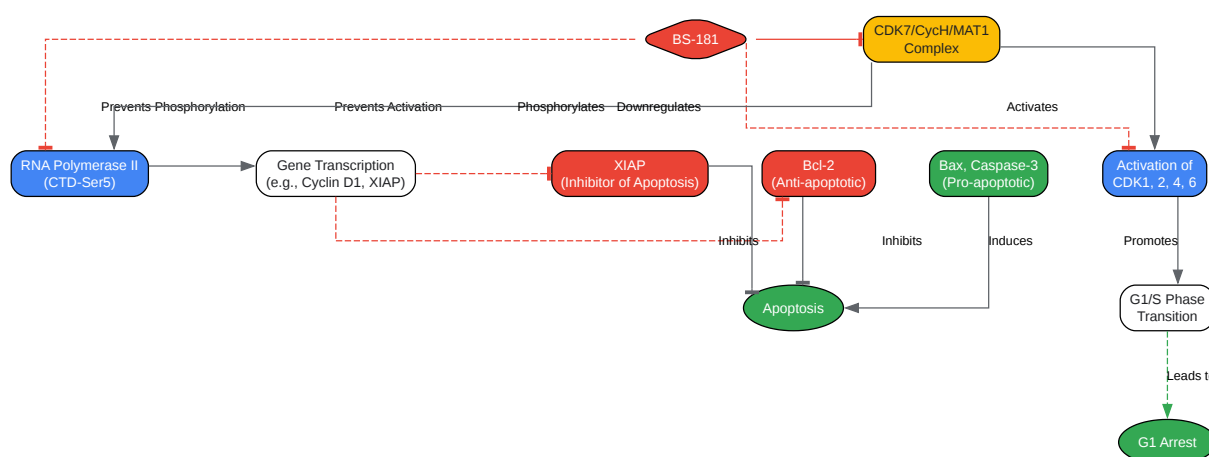 BS-181
CDK7/CycH/MAT1
Complex
Prevents Phosphorylation
Prevents Activation
Phosphorylates
Downregulates
Activates
RNA Polymerase II
(CTD-Ser5)
Gene Transcription
(e.g., Cyclin D1, XIAP)
XIAP
(Inhibitor of Apoptosis)
Bcl-2
(Anti-apoptotic)
Bax, Caspase-3
(Pro-apoptotic)
Activation of
CDK1, 2, 4, 6
Inhibits
Inhibits
Induces
Promotes
Apoptosis
G1/S Phase
Transition
Leads
G1 Arrest